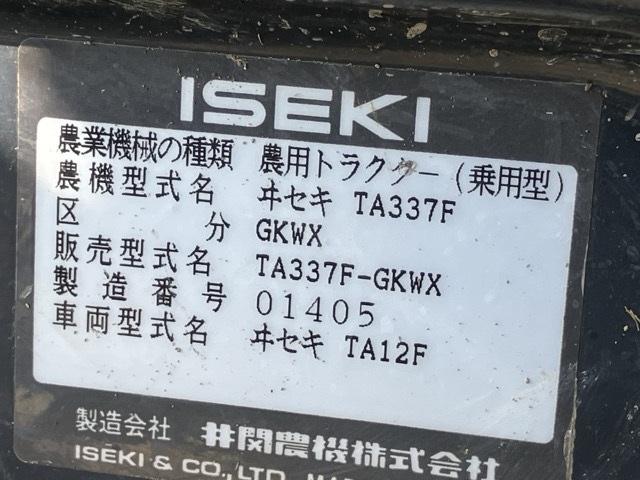 ISEKI
農業機械の種類 農用トラクター(乗用型)
農機型式名 ヰセキ TA337F
区分 GKWX
販売型式名 TA337F-GKWX
製造番号 01405
車両型式名 ヰセキ TA12F
製造会社 井関農機株式会社
ISEKI & CO., LTD.